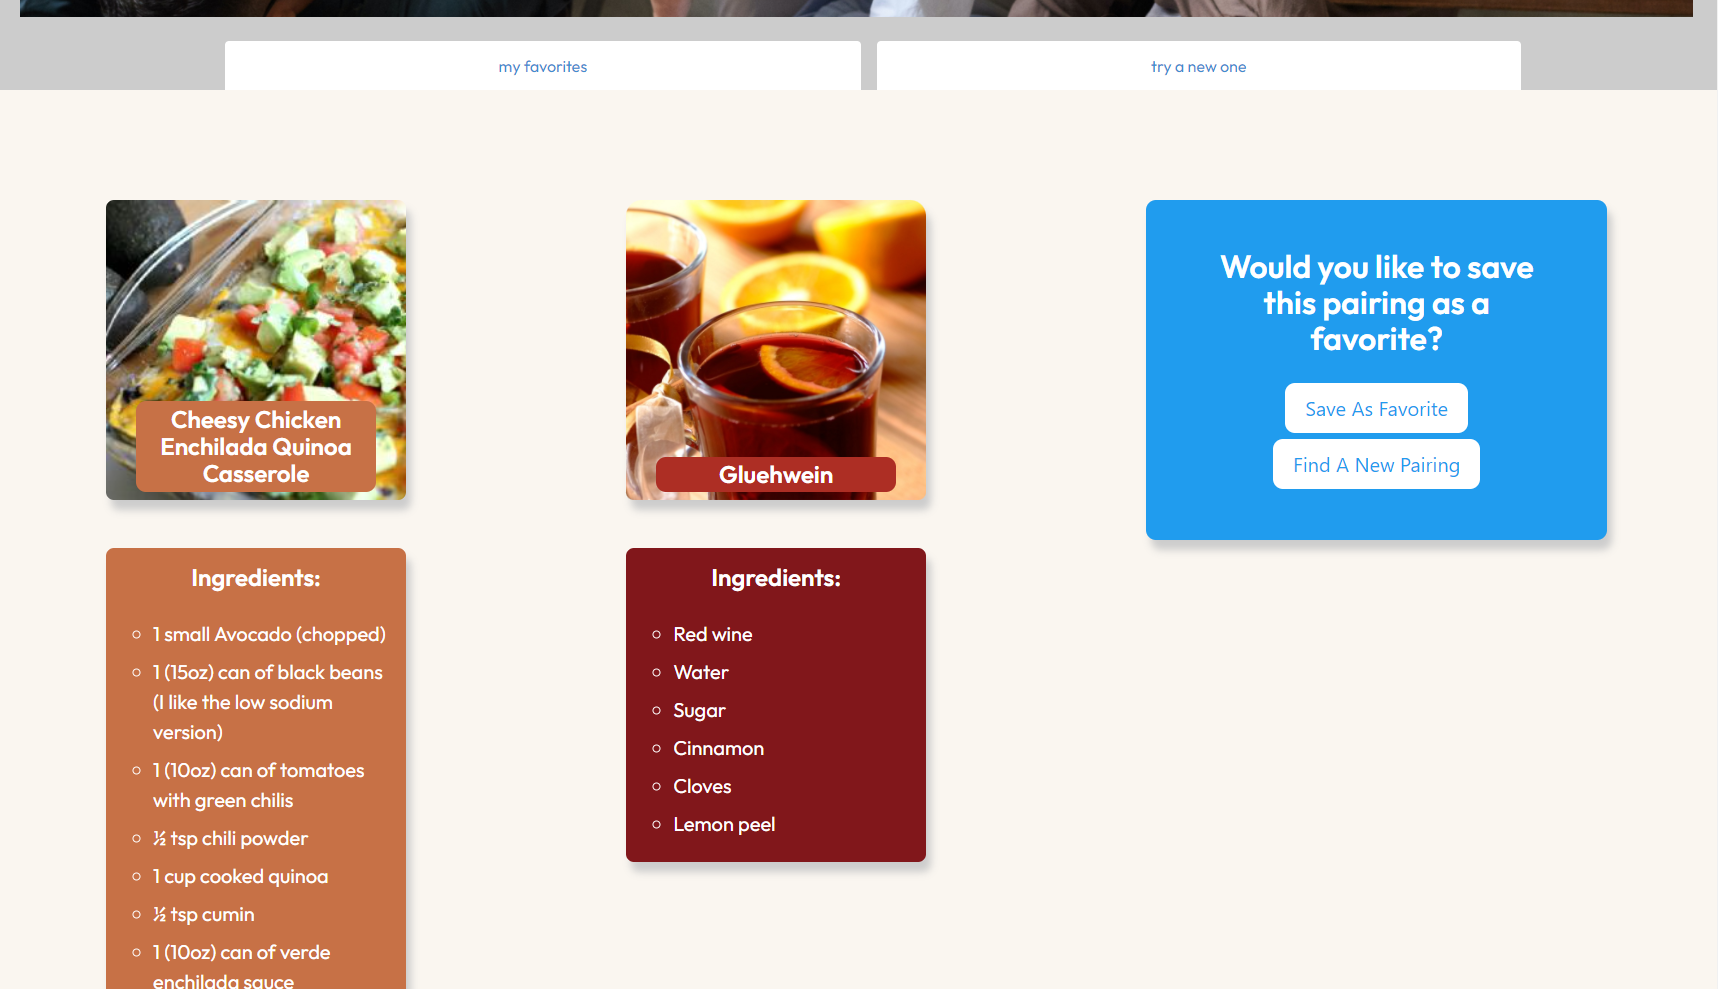 my favorites
try a new one
Cheesy Chicken
Enchilada Quinoa
Casserole
Gluehwein
Would you like to save
this pairing as a
favorite?
Save As Favorite
Find A New Pairing
Ingredients:
1 small Avocado (chopped)
1 (15oz) can of black beans
(I like the low sodium
version)
1 (10oz) can of tomatoes
with green chilis
½ tsp chili powder
1 cup cooked quinoa
½ tsp cumin
1 (10oz) can of verde
enchilada sauce
Ingredients:
Red wine
Water
Sugar
Cinnamon
Cloves
Lemon peel